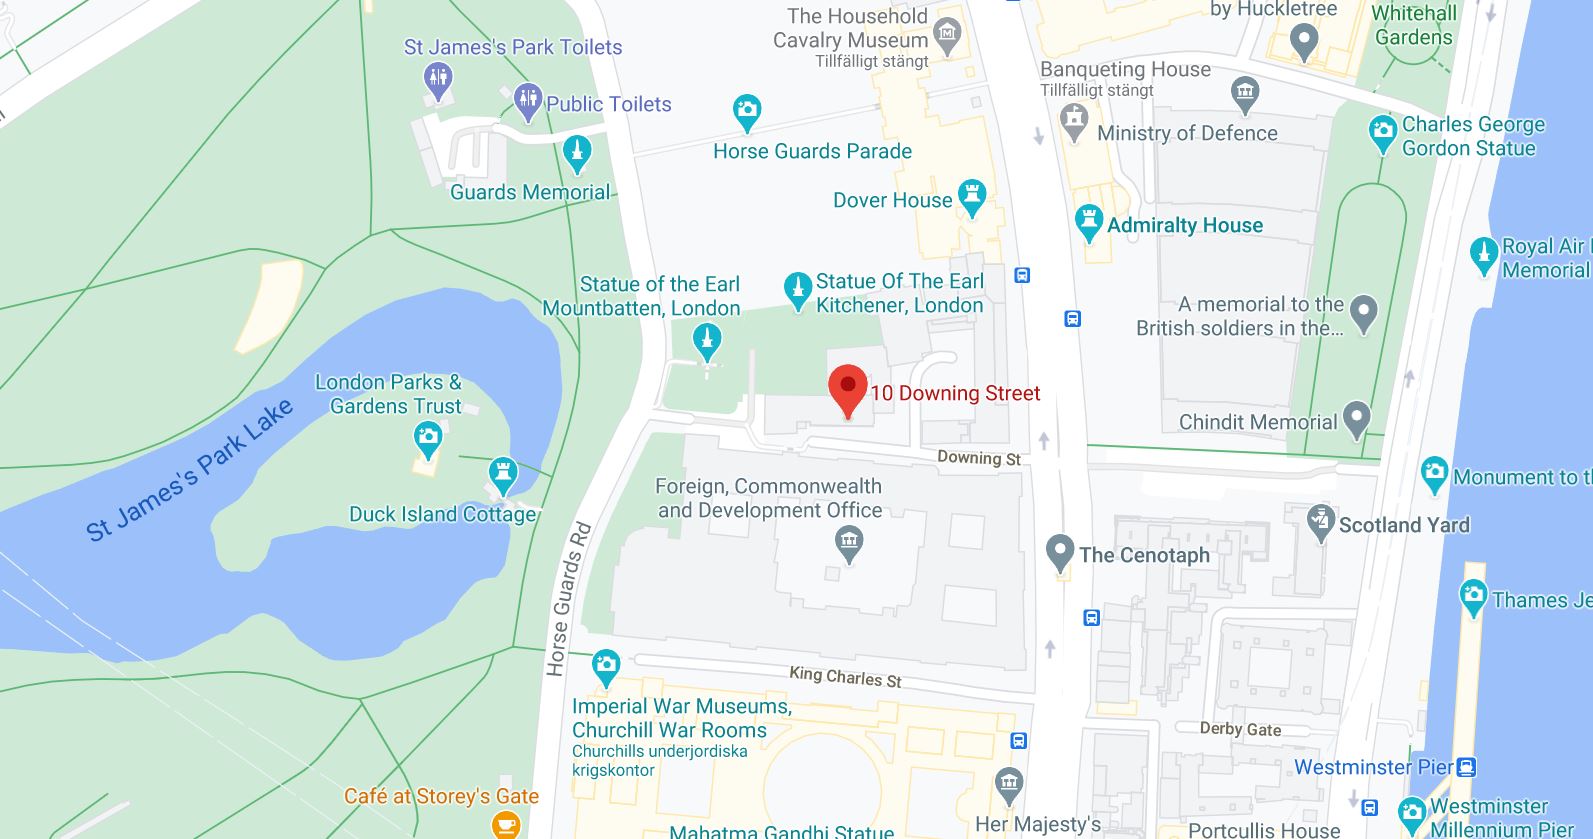 The Household
Cavalry Museum
Tillfälligt stängt
by Huckletree
Whitehall
Gardens
St James's Park Toilets
Public Toilets
Banqueting House
Tillfälligt stängt
Ministry of Defence
Charles George
Gordon Statue
Horse Guards Parade
Guards Memorial
Dover House
Admiralty House
Royal Air
Memorial
Statue of the Earl
Mountbatten, London
Statue Of The Earl
Kitchener, London
A memorial to the
British soldiers in the...
London Parks &
Gardens Trust
10 Downing Street
Chindit Memorial
St James's Park Lake
Downing St
Monument to th
Foreign, Commonwealth
and Development Office
Duck Island Cottage
Scotland Yard
The Cenotaph
Horse Guards Rd
Thames Je
King Charles St
Imperial War Museums,
Churchill War Rooms
Churchills underjordiska
krigskontor
Derby Gate
Westminster Pier
Café at Storey's Gate
Mahatma Gandhi Statue
Her Majesty's
Portcullis House
Westminster
Millennium Pier